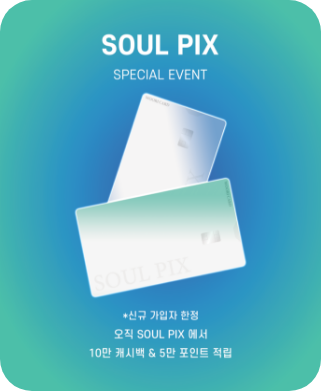 SOUL PIX
SPECIAL EVENT
SOUL PIX
*신규 가입자 한정
오직 SOUL PIX 에서
10만 캐시백 & 5만 포인트 적립